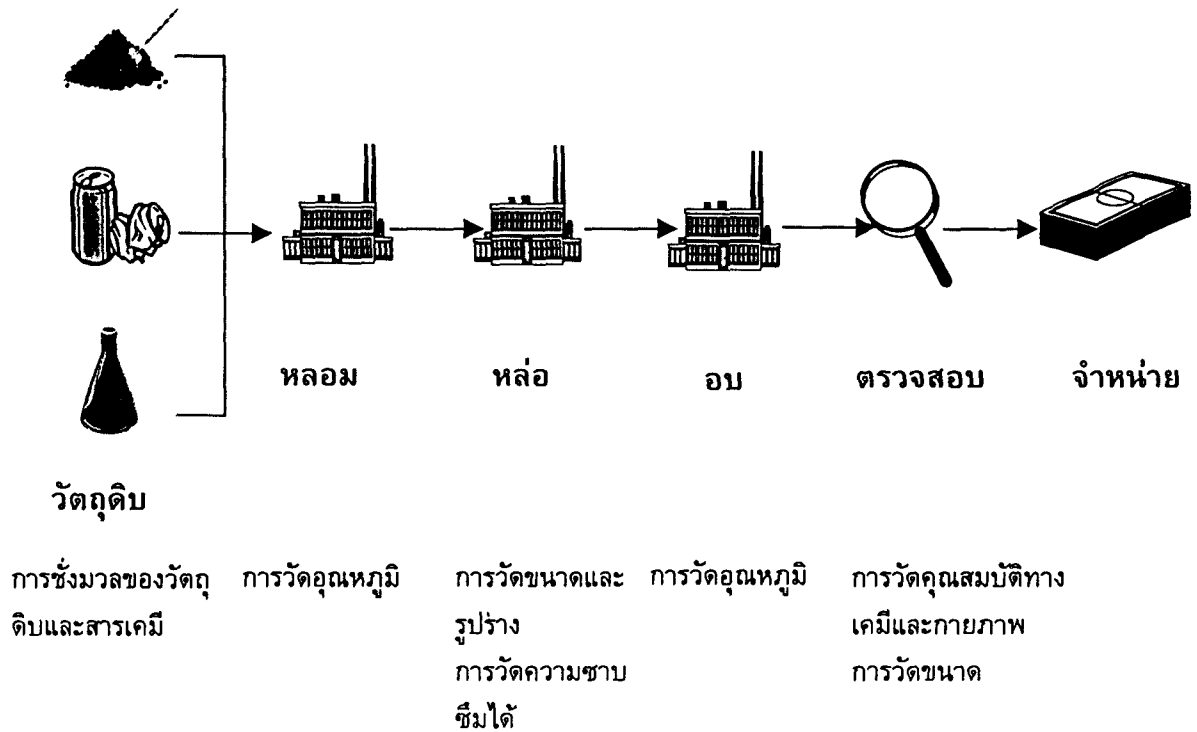 หลอม
หล่อ
อบ
ตรวจสอบ
จำหน่าย
วัตถุดิบ
การชั่งมวลของวัตถุ
ดิบและสารเคมี
การวัดอุณหภูมิ
การวัดขนาดและ
รูปร่าง
การวัดความซาบ
ซึมได้
การวัดอุณหภูมิ
การวัดคุณสมบัติทาง
เคมีและกายภาพ
การวัดขนาด